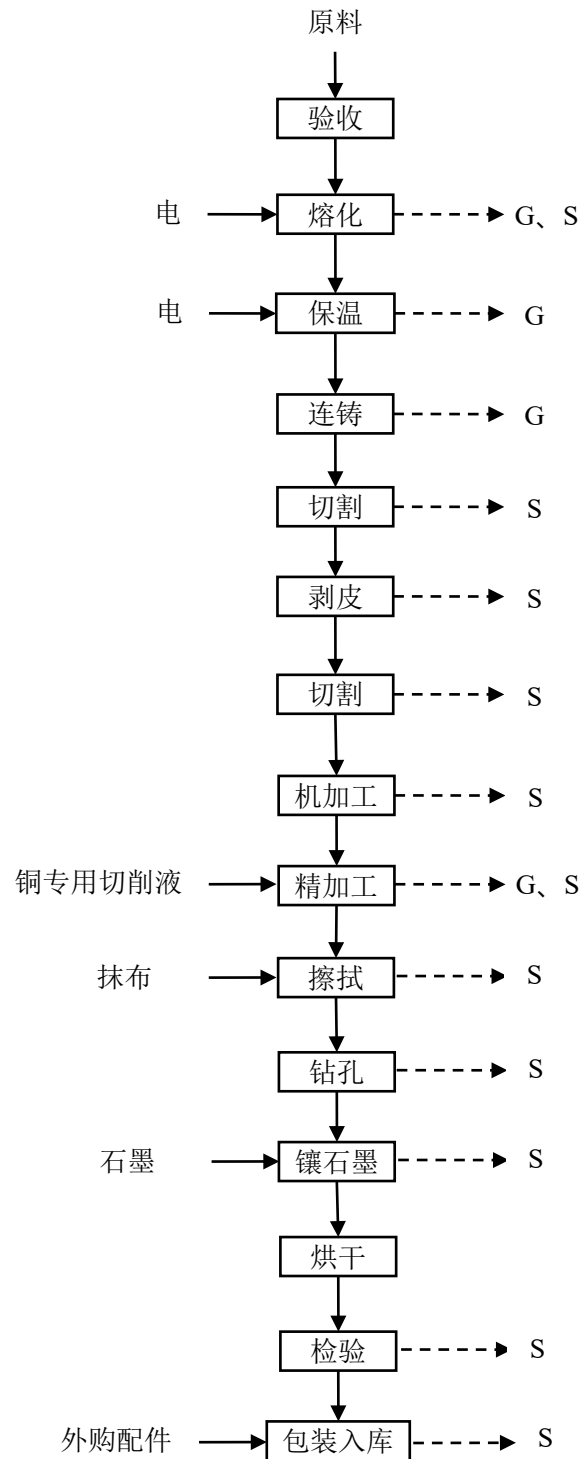 原料
验收
电 熔化 G、S
电 保温 G
连铸 G
切割 S
剥皮 S
切割 S
机加工 S
铜专用切削液 精加工 G、S
抹布 擦拭 S
钻孔 S
石墨 镶石墨 S
烘干
检验 S
外购配件 包装入库 S